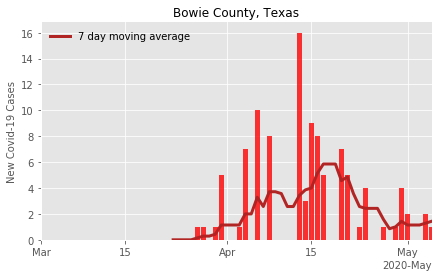 Bowie County, Texas
7 day moving average
New Covid-19 Cases
16
14
12
10
8
6
4
2
0
Mar 15 Apr 15 May
2020-May